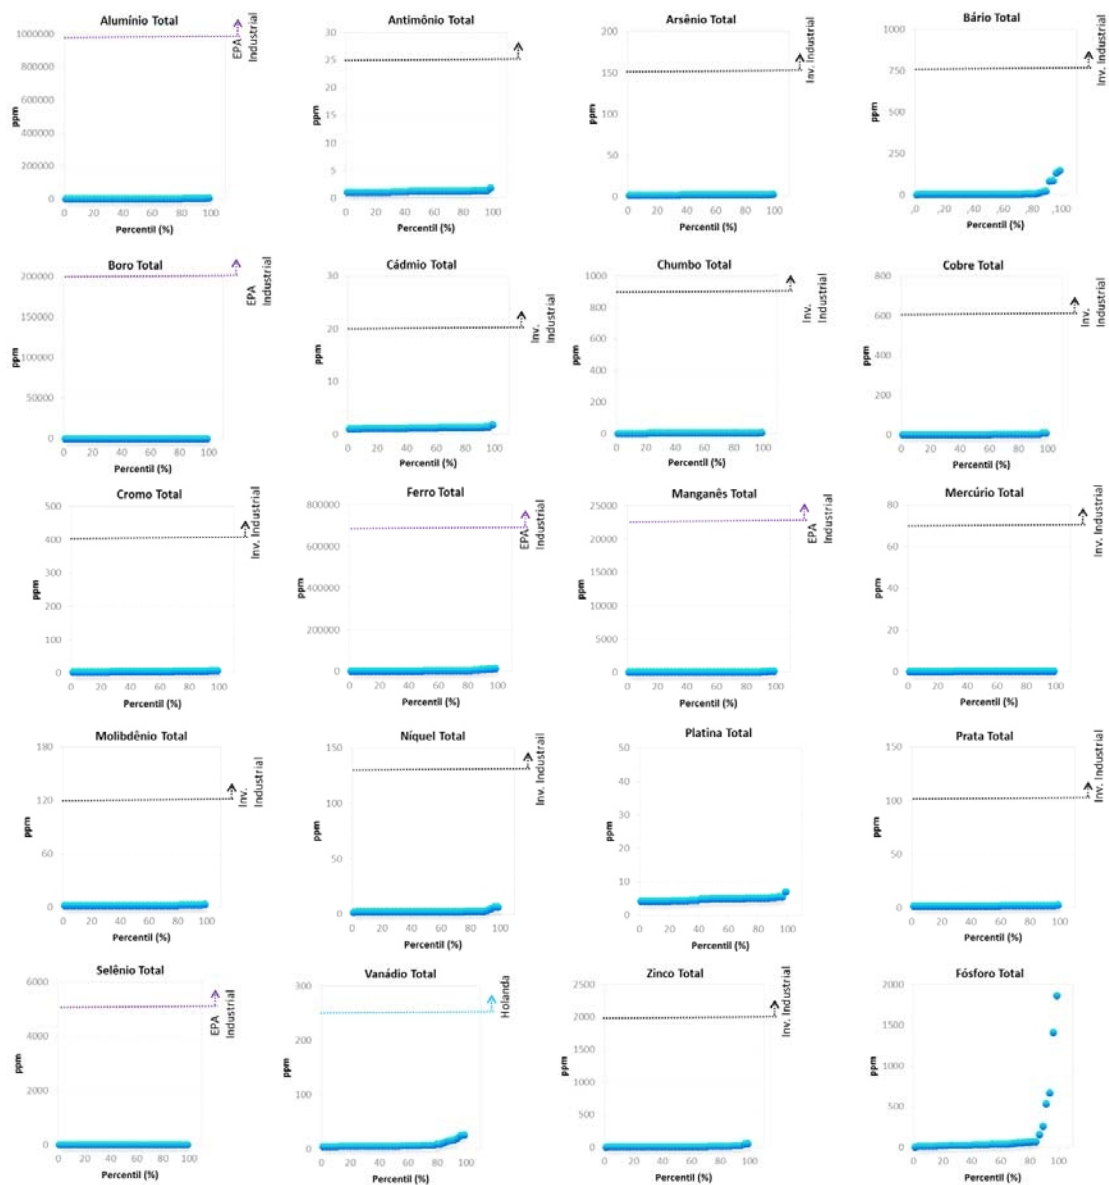 Alumínio Total
1000000
800000
600000
400000
200000
0
ppm
0 20 40 60 80 100
Percentil (%)
EPA
Industrial
Antimônio Total
30
25
20
15
10
5
0
ppm
0 20 40 60 80 100
Percentil (%)
Arsênio Total
200
150
100
50
0
ppm
0 20 40 60 80 100
Percentil (%)
Inv. Industrial
Bário Total
1000
750
500
250
0
ppm
,0 ,20 ,40 ,60 ,80 ,100
Percentil (%)
Inv. Industrial
Boro Total
200000
150000
100000
50000
0
ppm
0 20 40 60 80 100
Percentil (%)
EPA
Industrial
Cádmio Total
30
20
10
0
ppm
0 20 40 60 80 100
Percentil (%)
Inv.
Industrial
Chumbo Total
1000
800
600
400
200
0
ppm
0 20 40 60 80 100
Percentil (%)
Inv.
Industrial
Cobre Total
800
600
400
200
0
ppm
0 20 40 60 80 100
Percentil (%)
Inv.
Industrial
Cromo Total
500
400
300
200
100
0
ppm
0 20 40 60 80 100
Percentil (%)
Inv. Industrial
Ferro Total
800000
600000
400000
200000
0
ppm
0 20 40 60 80 100
Percentil (%)
EPA
Industrial
Manganês Total
25000
20000
15000
10000
5000
0
ppm
0 20 40 60 80 100
Percentil (%)
EPA
Industrial
Mercúrio Total
80
60
40
20
0
ppm
0 20 40 60 80 100
Percentil (%)
Inv.
Industrial
Molibdênio Total
180
120
60
0
ppm
0 20 40 60 80 100
Percentil (%)
Inv.
Industrial
Níquel Total
150
100
50
0
ppm
0 20 40 60 80 100
Percentil (%)
Inv. Industrail
Platina Total
50
40
30
20
10
0
ppm
0 20 40 60 80 100
Percentil (%)
Prata Total
150
100
50
0
ppm
0 20 40 60 80 100
Percentil (%)
Inv. Industrial
Selênio Total
6000
4000
2000
0
ppm
0 20 40 60 80 100
Percentil (%)
EPA
Industrial
Vanádio Total
300
200
100
0
ppm
0 20 40 60 80 100
Percentil (%)
Holanda
Zinco Total
2500
2000
1500
1000
500
0
ppm
0 20 40 60 80 100
Percentil (%)
Inv. Industrial
Fósforo Total
2000
1500
1000
500
0
ppm
0 20 40 60 80 100
Percentil (%)